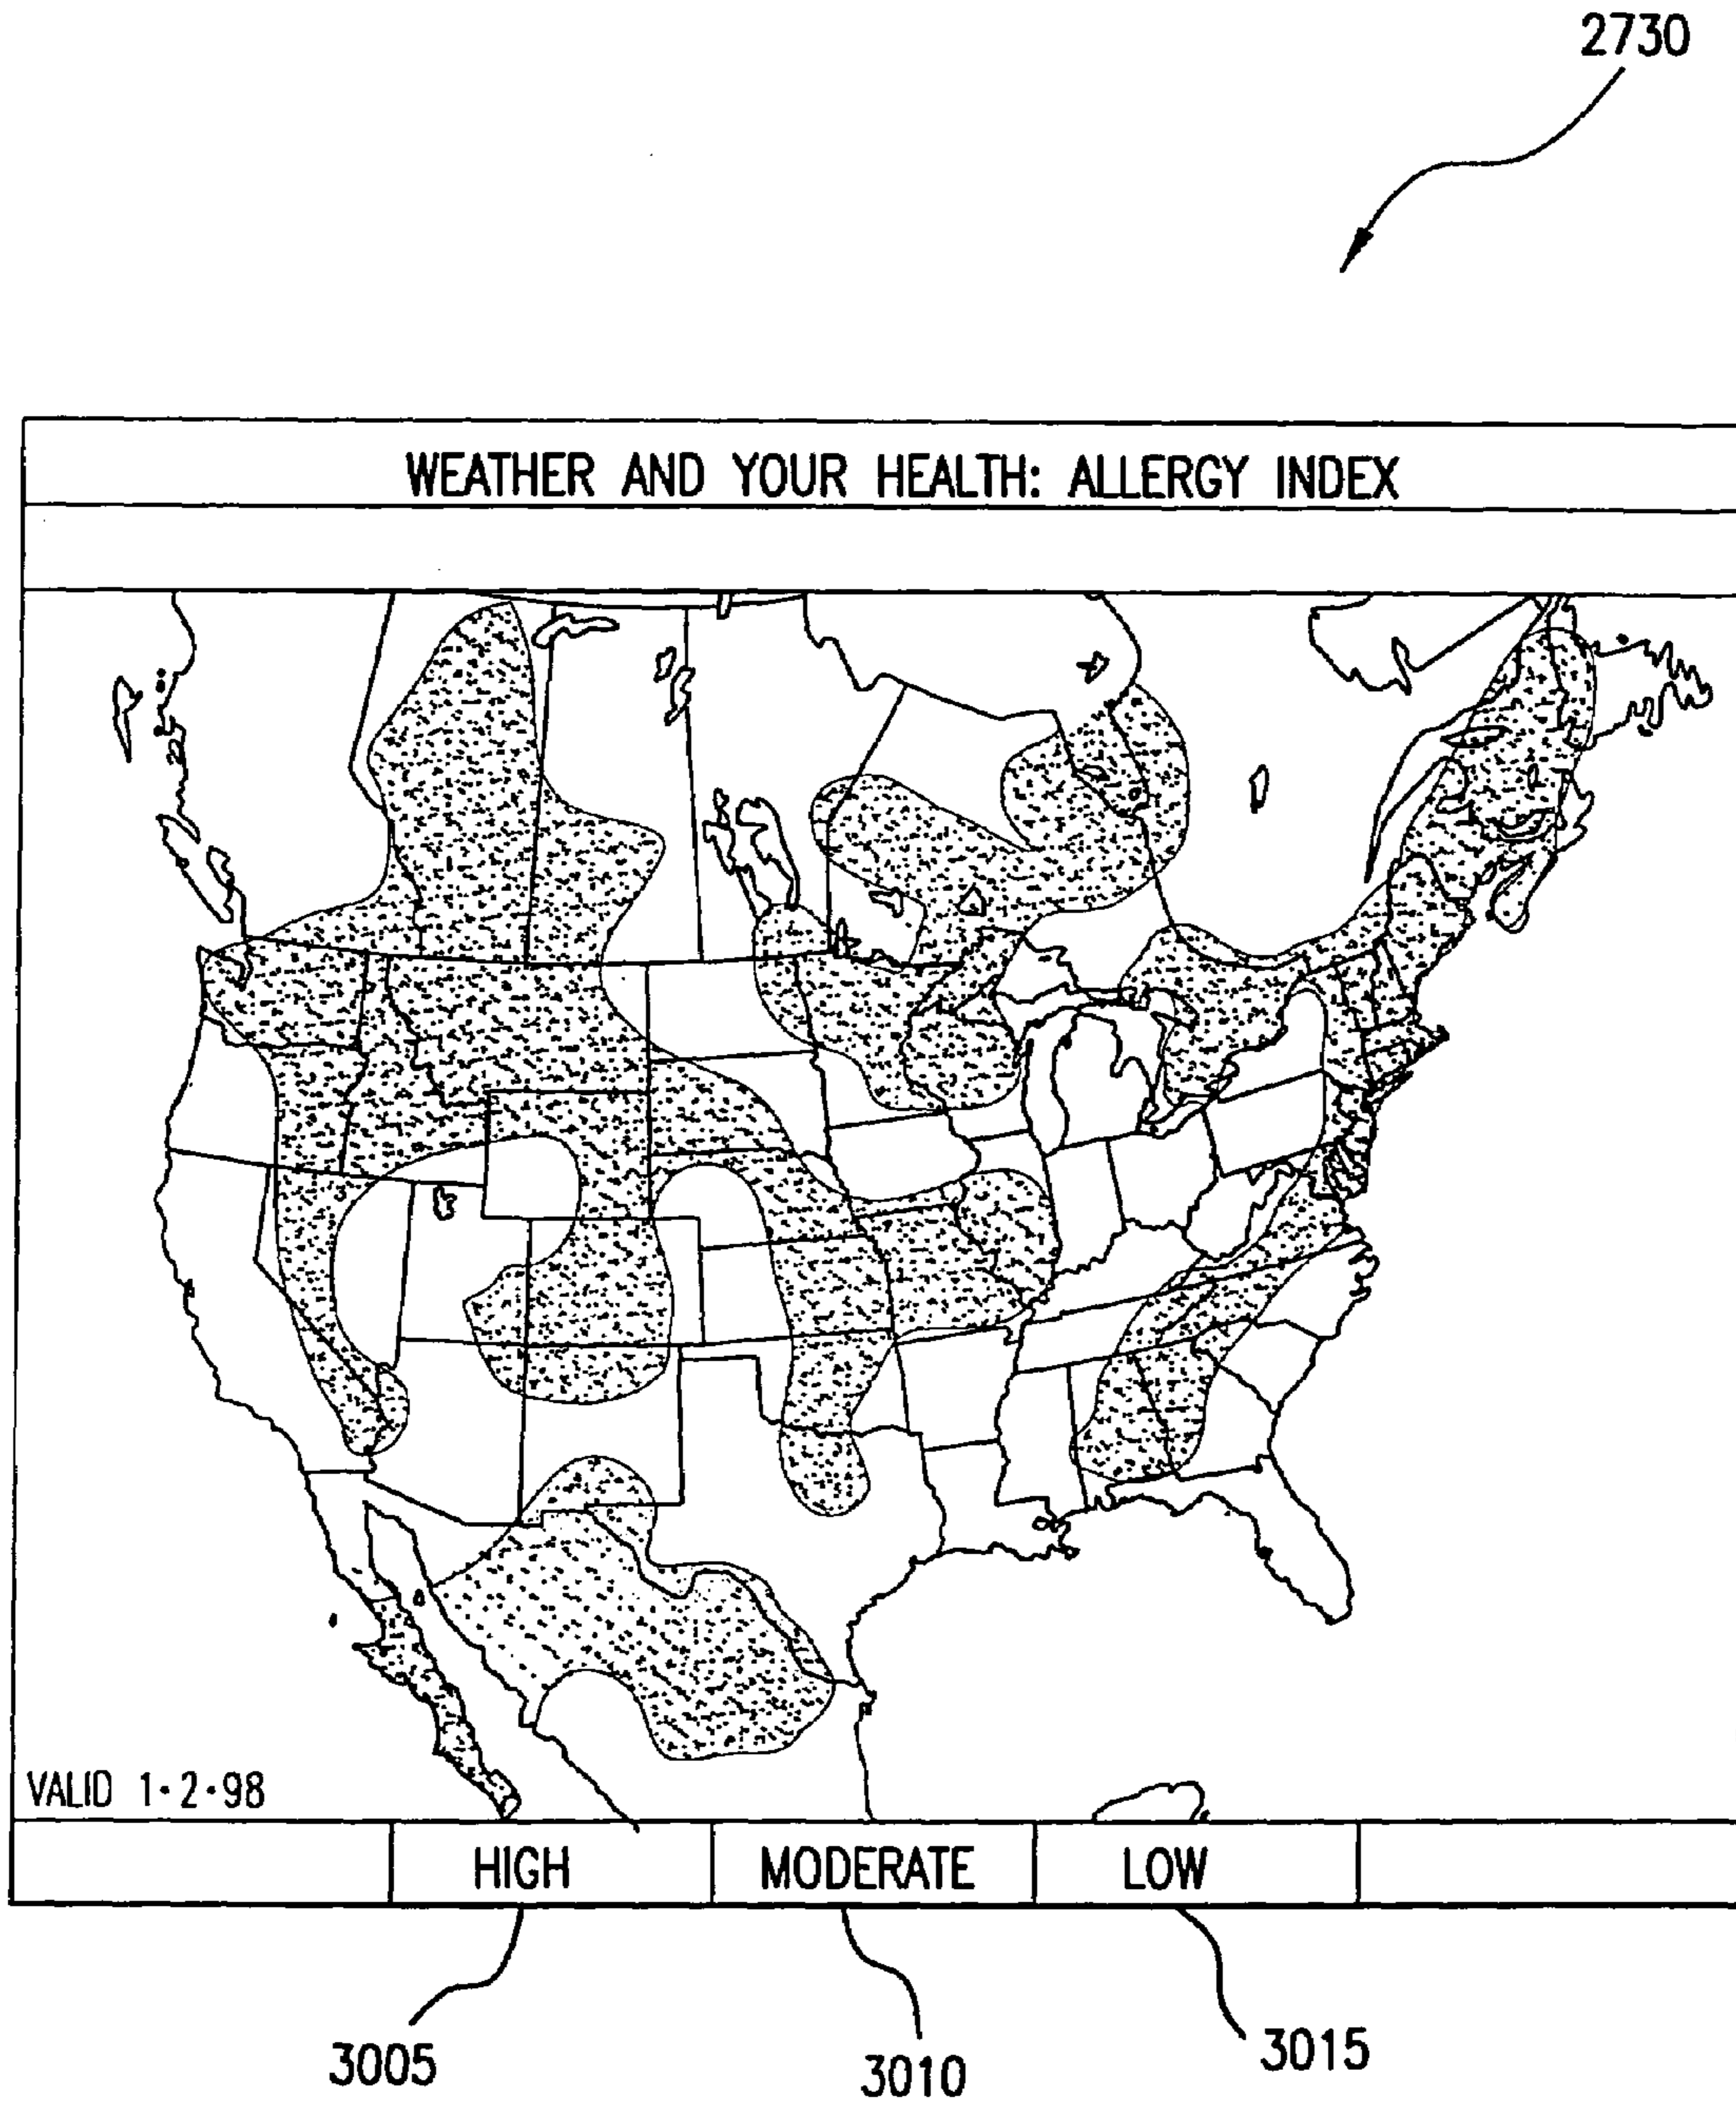 2730
WEATHER AND YOUR HEALTH: ALLERGY INDEX
VALID 1·2·98
HIGH MODERATE LOW
3005 3010 3015